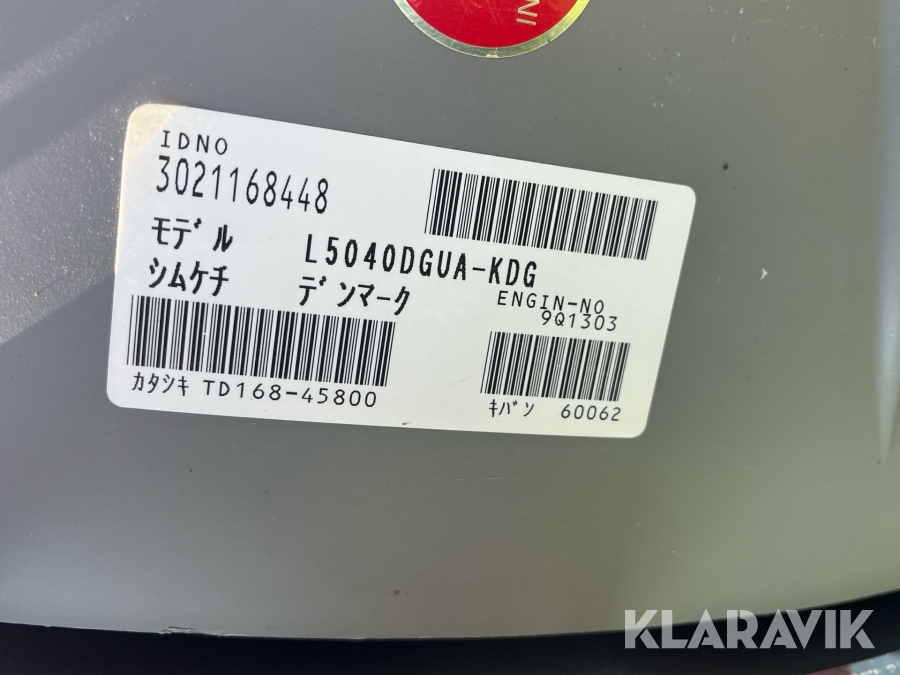 IN
IDNO
3021168448
モデル L5040DGUA-KDG
シムケチ デンマーク
ENGIN-NO
9Q1303
カタシキ TD168-45800
キバン 60062
KLARAVIK